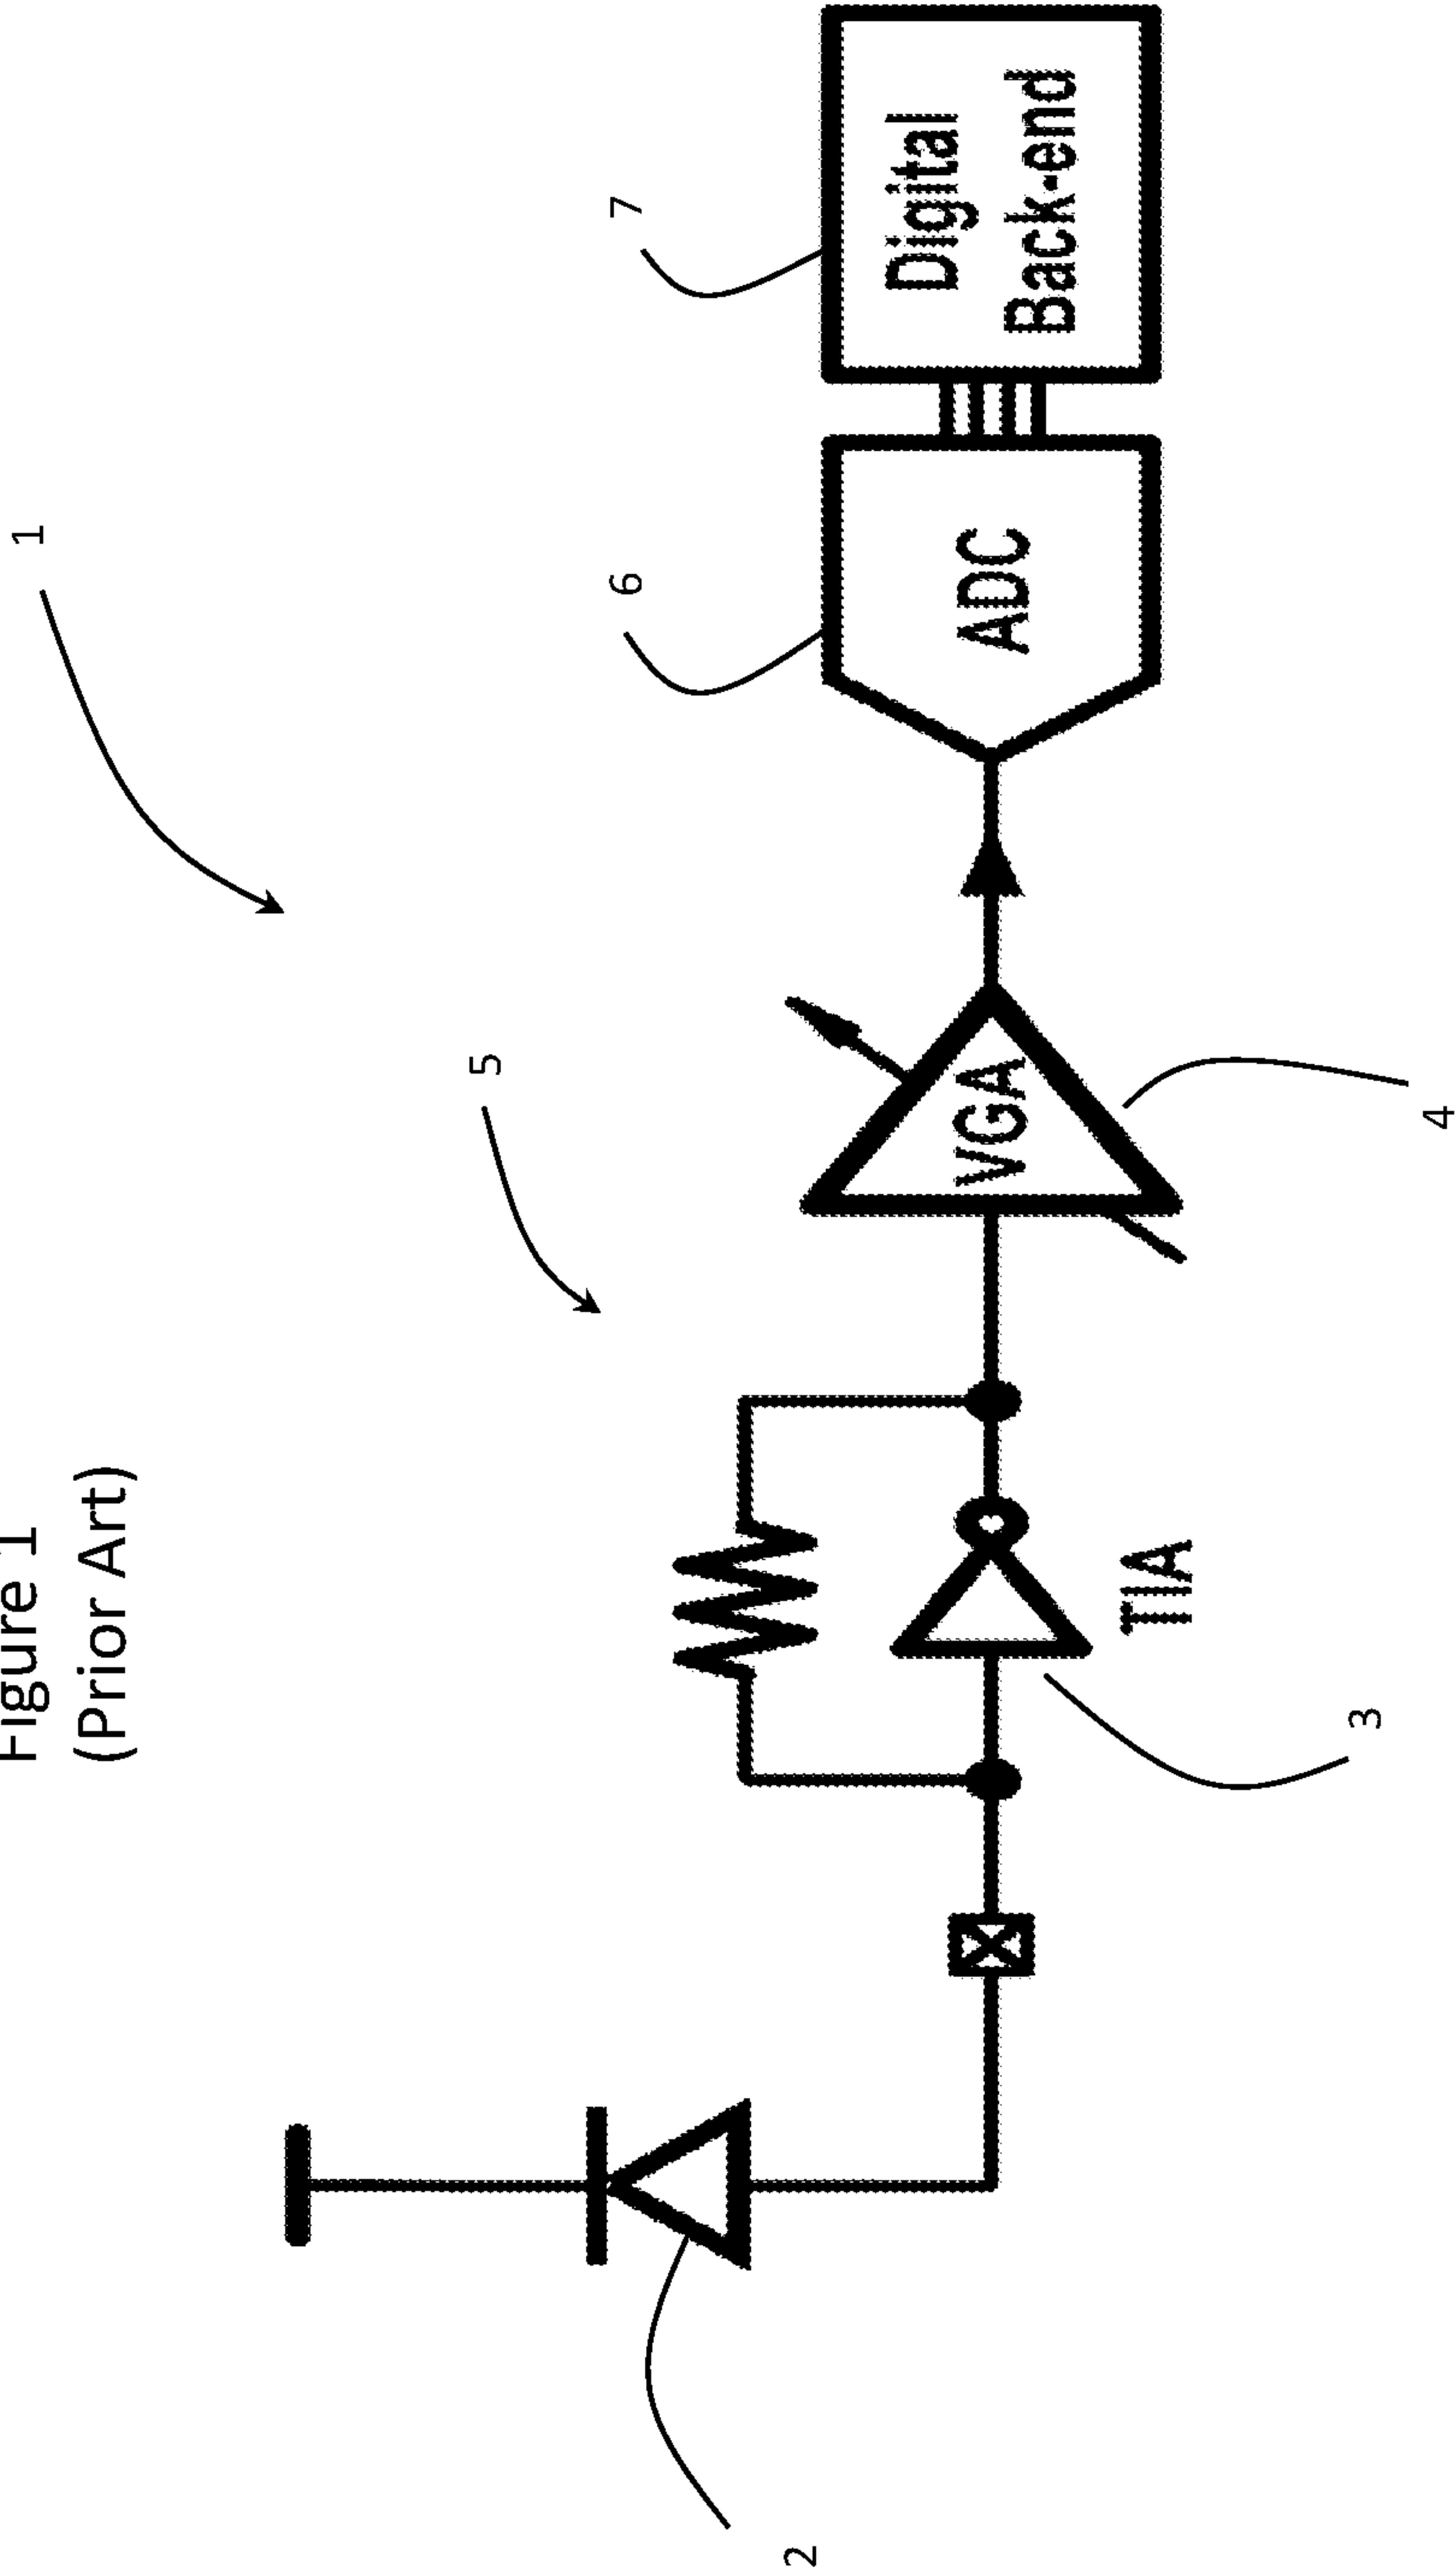 Figure 1
(Prior Art)
1
5
7
6
Digital
Back-end
ADC
VGA
TIA
2
3
4